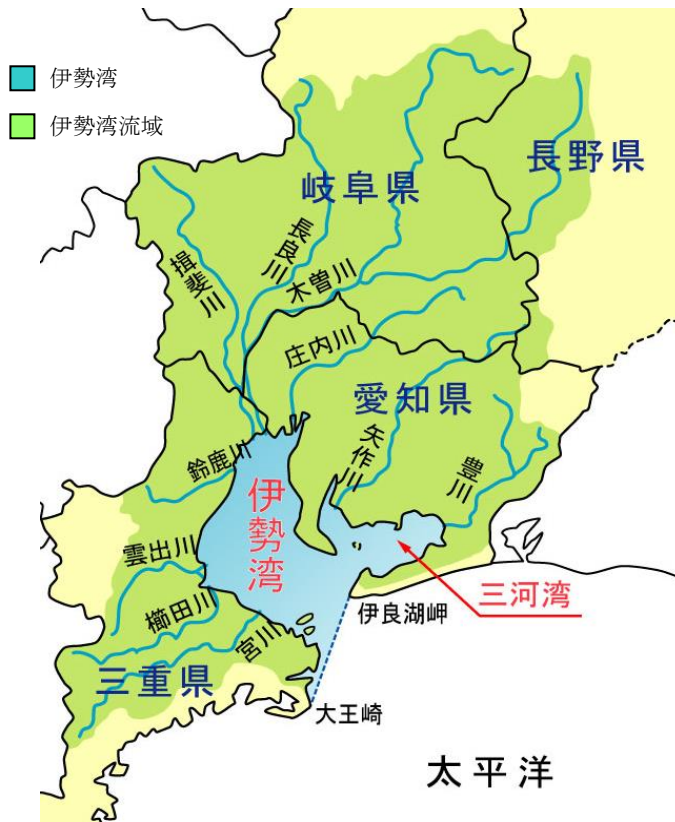 伊勢湾
伊勢湾流域
岐阜県
長野県
揖斐川
長良川
木曽川
庄内川
愛知県
矢作川
豊川
鈴鹿川
伊勢湾
雲出川
櫛田川
宮川
三重県
三河湾
伊良湖岬
大王崎
太平洋